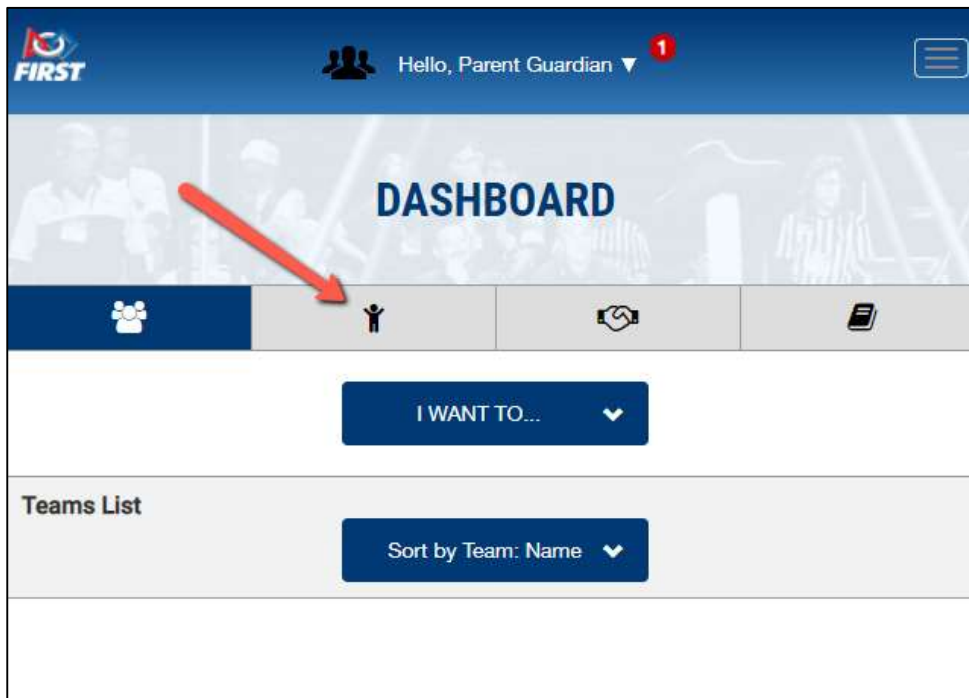 FIRST
Hello, Parent Guardian ▼ 1
DASHBOARD
I WANT TO...
Teams List
Sort by Team: Name